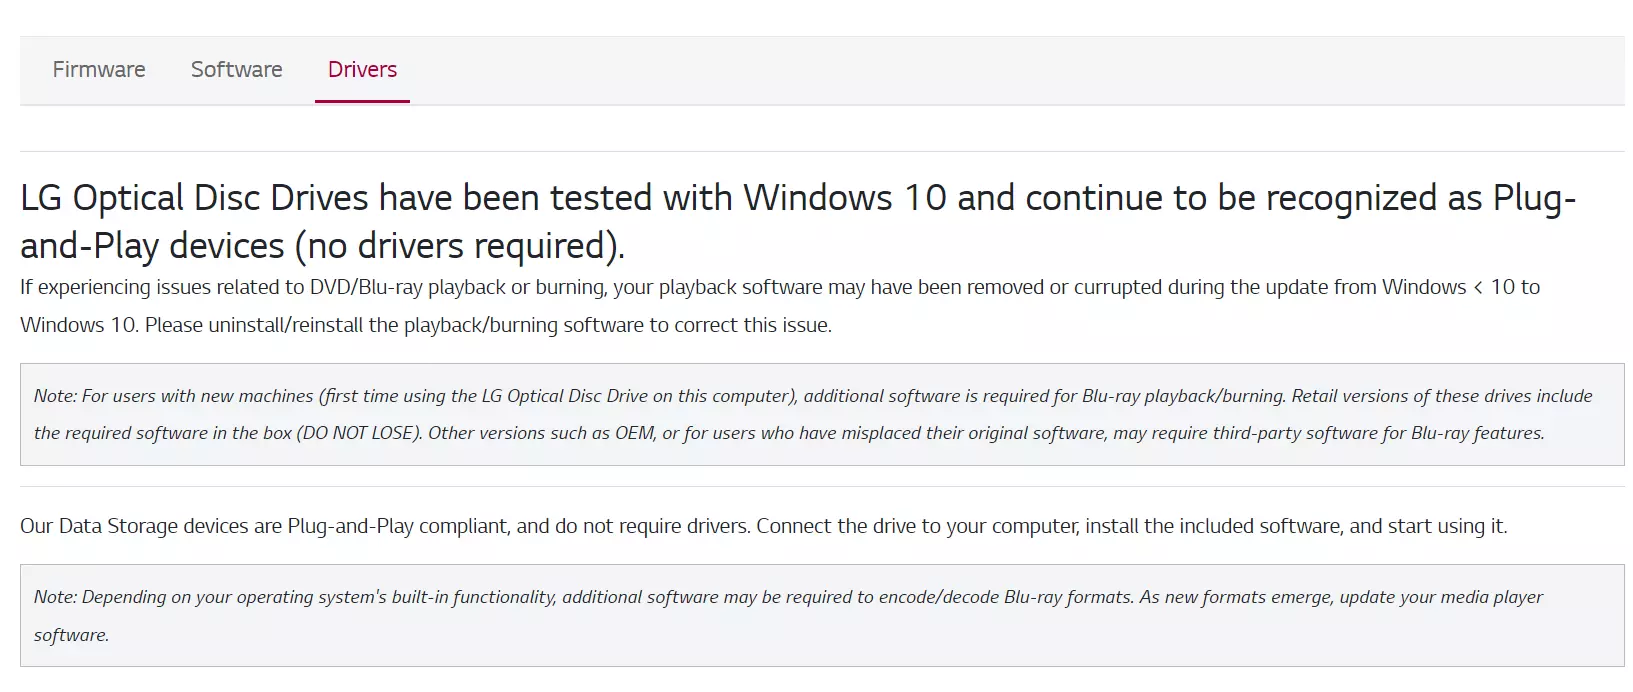 Firmware Software Drivers
LG Optical Disc Drives have been tested with Windows 10 and continue to be recognized as Plug-
and-Play devices (no drivers required).
If experiencing issues related to DVD/Blu-ray playback or burning, your playback software may have been removed or currupted during the update from Windows < 10 to
Windows 10. Please uninstall/reinstall the playback/burning software to correct this issue.
Note: For users with new machines (first time using the LG Optical Disc Drive on this computer), additional software is required for Blu-ray playback/burning. Retail versions of these drives include
the required software in the box (DO NOT LOSE). Other versions such as OEM, or for users who have misplaced their original software, may require third-party software for Blu-ray features.
Our Data Storage devices are Plug-and-Play compliant, and do not require drivers. Connect the drive to your computer, install the included software, and start using it.
Note: Depending on your operating system's built-in functionality, additional software may be required to encode/decode Blu-ray formats. As new formats emerge, update your media player
software.